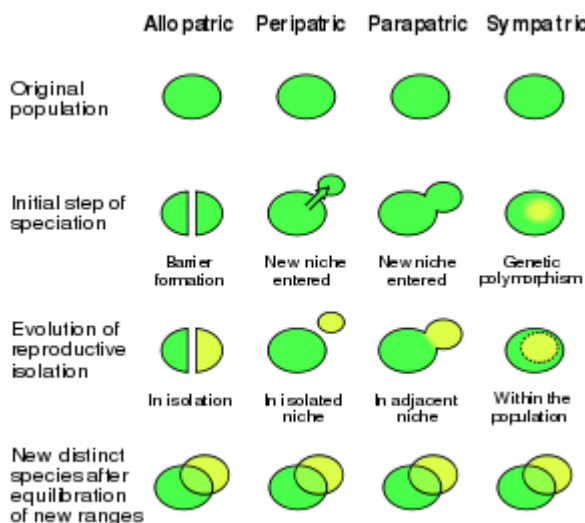 Allopatric Peripatric Parapatric Sympatric
Original
population
Initial step of
speciation
Barrier
formation
New niche
entered
New niche
entered
Genetic
polymorphism
Evolution of
reproductive
isolation
In isolation
In isolated
niche
In adjacent
niche
Within the
population
New distinct
species after
equilibration
of new ranges